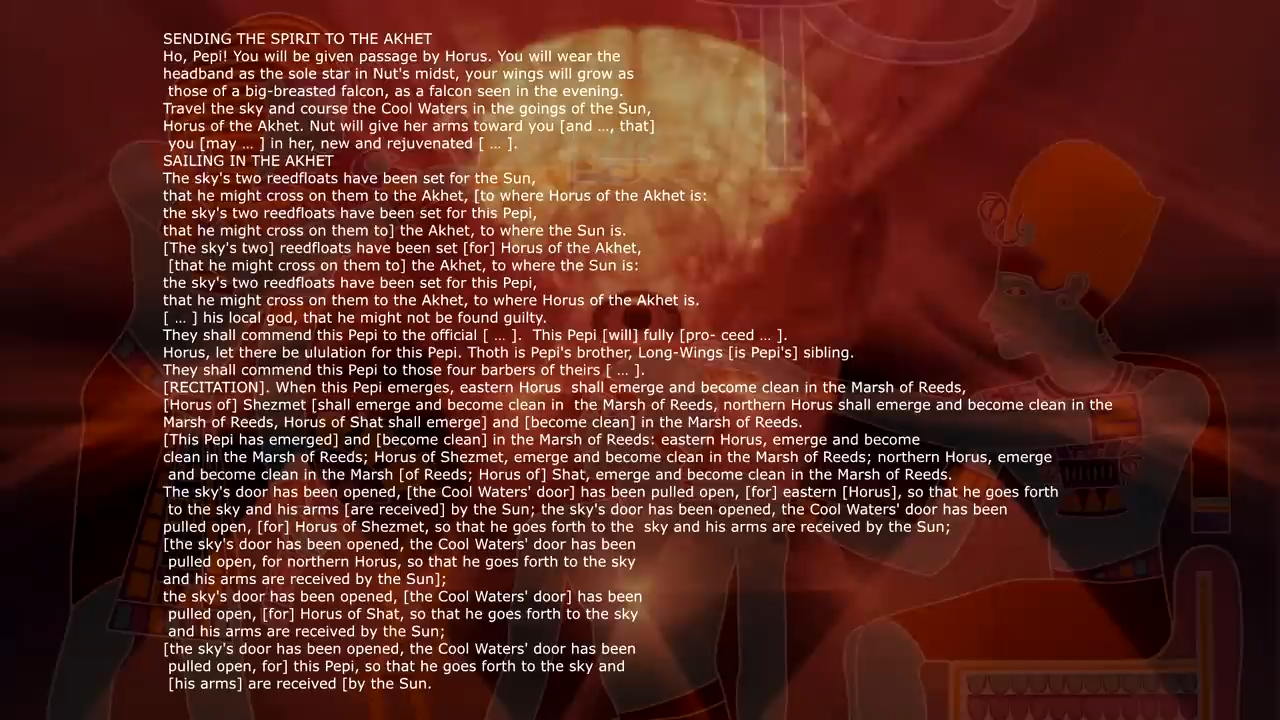 SENDING THE SPIRIT TO THE AKHET
Ho, Pepi! You will be given passage by Horus. You will wear the
headband as the sole star in Nut's midst, your wings will grow as
those of a big-breasted falcon, as a falcon seen in the evening.
Travel the sky and course the Cool Waters in the goings of the Sun,
Horus of the Akhet. Nut will give her arms toward you [and …, that]
you [may … ] in her, new and rejuvenated [ … ].
SAILING IN THE AKHET
The sky's two reedfloats have been set for the Sun,
that he might cross on them to the Akhet, [to where Horus of the Akhet is:
the sky's two reedfloats have been set for this Pepi,
that he might cross on them to] the Akhet, to where the Sun is.
[The sky's two] reedfloats have been set [for] Horus of the Akhet,
[that he might cross on them to] the Akhet, to where the Sun is:
the sky's two reedfloats have been set for this Pepi,
that he might cross on them to the Akhet, to where Horus of the Akhet is.
[ … ] his local god, that he might not be found guilty.
They shall commend this Pepi to the official [ … ].  This Pepi [will] fully [pro- ceed … ].
Horus, let there be ululation for this Pepi. Thoth is Pepi's brother, Long-Wings [is Pepi's] sibling.
They shall commend this Pepi to those four barbers of theirs [ … ].
[RECITATION]. When this Pepi emerges, eastern Horus  shall emerge and become clean in the Marsh of Reeds,
[Horus of] Shezmet [shall emerge and become clean in  the Marsh of Reeds, northern Horus shall emerge and become clean in the
Marsh of Reeds, Horus of Shat shall emerge] and [become clean] in the Marsh of Reeds.
[This Pepi has emerged] and [become clean] in the Marsh of Reeds: eastern Horus, emerge and become
clean in the Marsh of Reeds; Horus of Shezmet, emerge and become clean in the Marsh of Reeds; northern Horus, emerge
and become clean in the Marsh [of Reeds; Horus of] Shat, emerge and become clean in the Marsh of Reeds.
The sky's door has been opened, [the Cool Waters' door] has been pulled open, [for] eastern [Horus], so that he goes forth
to the sky and his arms [are received] by the Sun; the sky's door has been opened, the Cool Waters' door has been
pulled open, [for] Horus of Shezmet, so that he goes forth to the  sky and his arms are received by the Sun;
[the sky's door has been opened, the Cool Waters' door has been
pulled open, for northern Horus, so that he goes forth to the sky
and his arms are received by the Sun];
the sky's door has been opened, [the Cool Waters' door] has been
pulled open, [for] Horus of Shat, so that he goes forth to the sky
and his arms are received by the Sun;
[the sky's door has been opened, the Cool Waters' door has been
pulled open, for] this Pepi, so that he goes forth to the sky and
[his arms] are received [by the Sun.